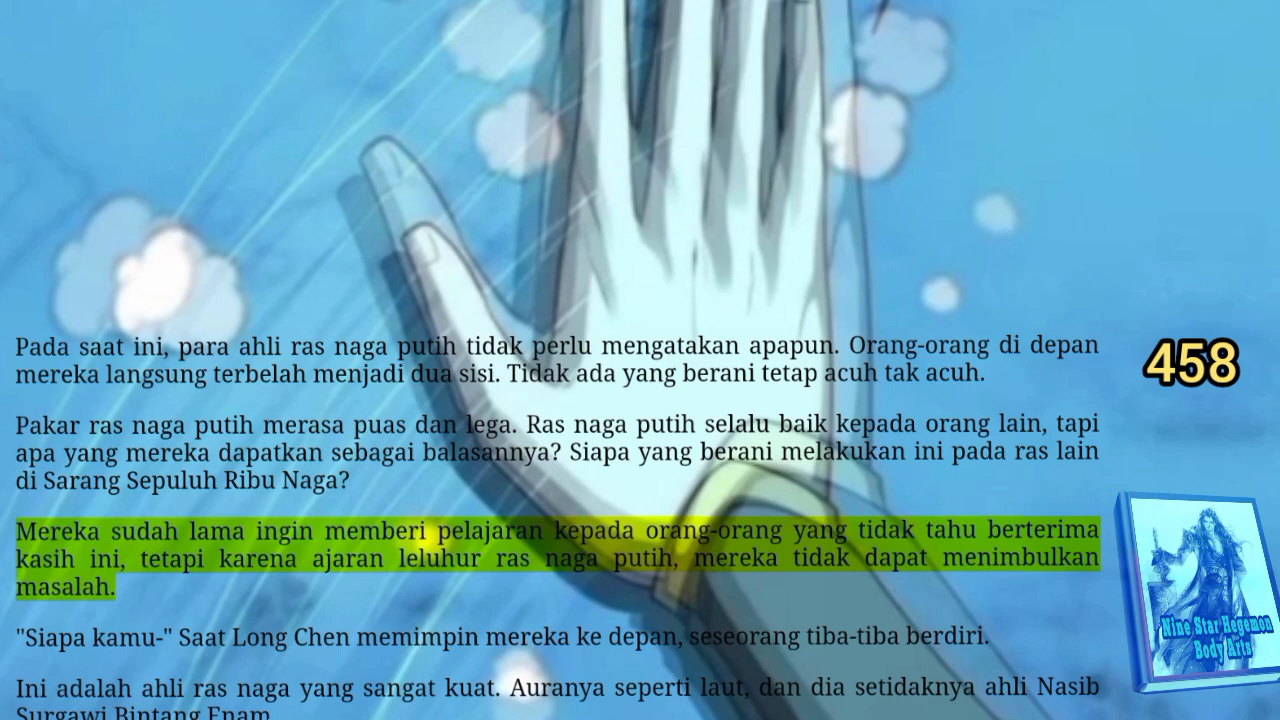 Pada saat ini, para ahli ras naga putih tidak perlu mengatakan apapun. Orang-orang di depan
mereka langsung terbelah menjadi dua sisi. Tidak ada yang berani tetap acuh tak acuh.
458
Pakar ras naga putih merasa puas dan lega. Ras naga putih selalu baik kepada orang lain, tapi
apa yang mereka dapatkan sebagai balasannya? Siapa yang berani melakukan ini pada ras lain
di Sarang Sepuluh Ribu Naga?
Mereka sudah lama ingin memberi pelajaran kepada orang-orang yang tidak tahu berterima
kasih ini, tetapi karena ajaran leluhur ras naga putih, mereka tidak dapat menimbulkan
masalah.
"Siapa kamu-" Saat Long Chen memimpin mereka ke depan, seseorang tiba-tiba berdiri.
Nine Star Hegemon
Body Arts
Ini adalah ahli ras naga yang sangat kuat. Auranya seperti laut, dan dia setidaknya ahli Nasib
Surgawi Bintang Enam